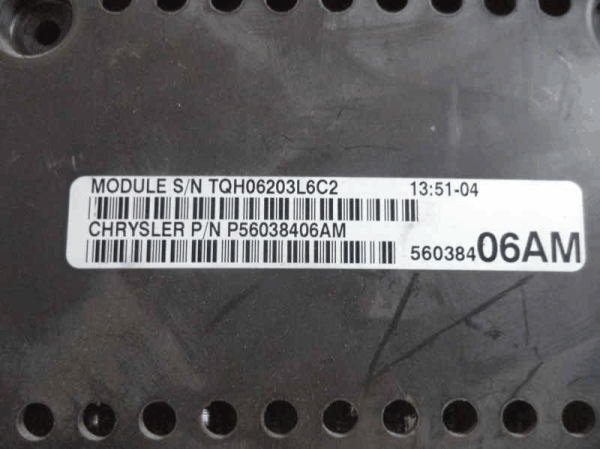 MODULE S/N TQH06203L6C2 13:51-04
CHRYSLER P/N P56038406AM
56038406AM